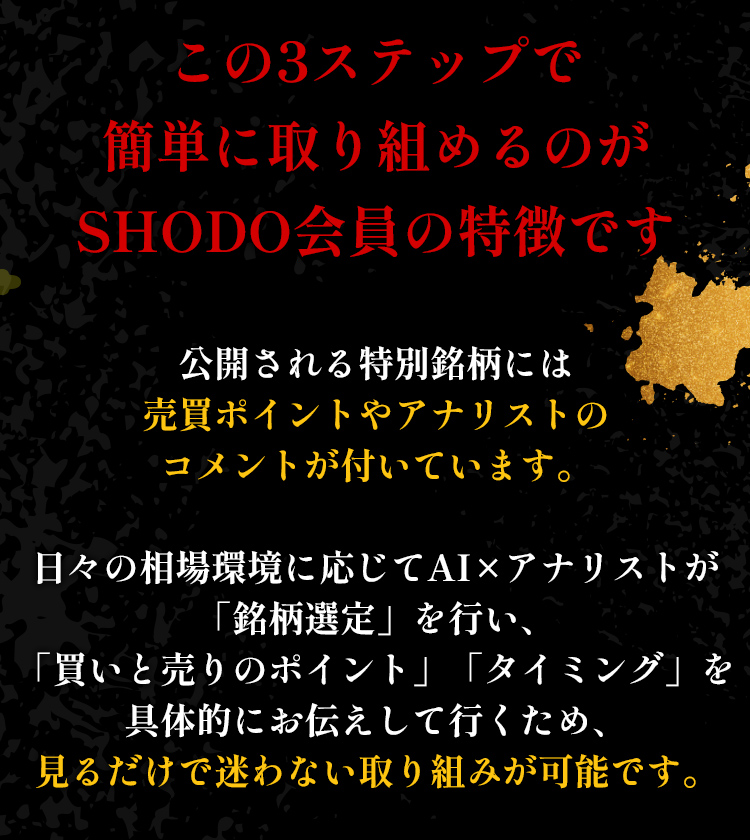 この3ステップで
簡単に取り組めるのが
SHODO会員の特徴です
公開される特別銘柄には
売買ポイントやアナリストの
コメントが付いています。
日々の相場環境に応じてAI×アナリストが
「銘柄選定」を行い、
「買いと売りのポイント」「タイミング」を
具体的にお伝えして行くため、
見るだけで迷わない取り組みが可能です。